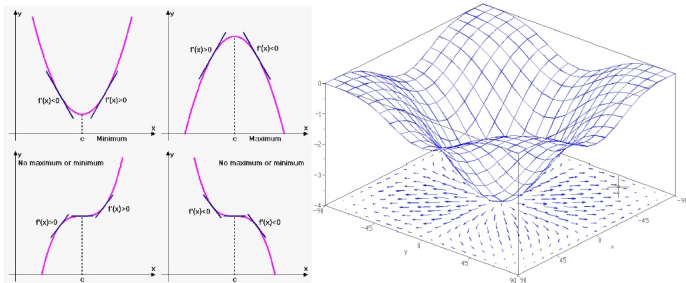 y
f'(x)<0
f'(x)>0
x
c
Minimum
y
f'(x)>0
f'(x)<0
x
c
Maximum
y
No maximum or minimum
f'(x)>0
f'(x)>0
x
c
y
No maximum or minimum
f'(x)<0
f'(x)<0
x
c
0
-1
-2
-3
-4
-90
-45
y
0
45
90
90
45
0
x
-45
-90